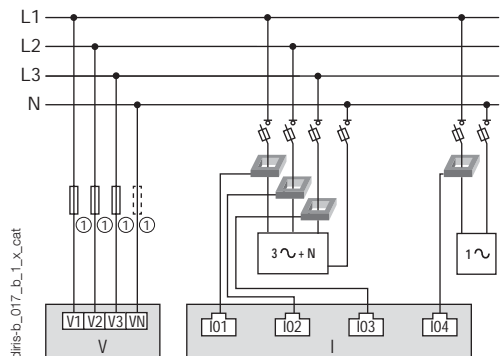 L1
L2
L3
N
① ① ① ①
3 ∿ + N
1 ∿
V1 V2 V3 VN
I01 I02 I03 I04
V
I
diris-b_017_b_1_x_cat